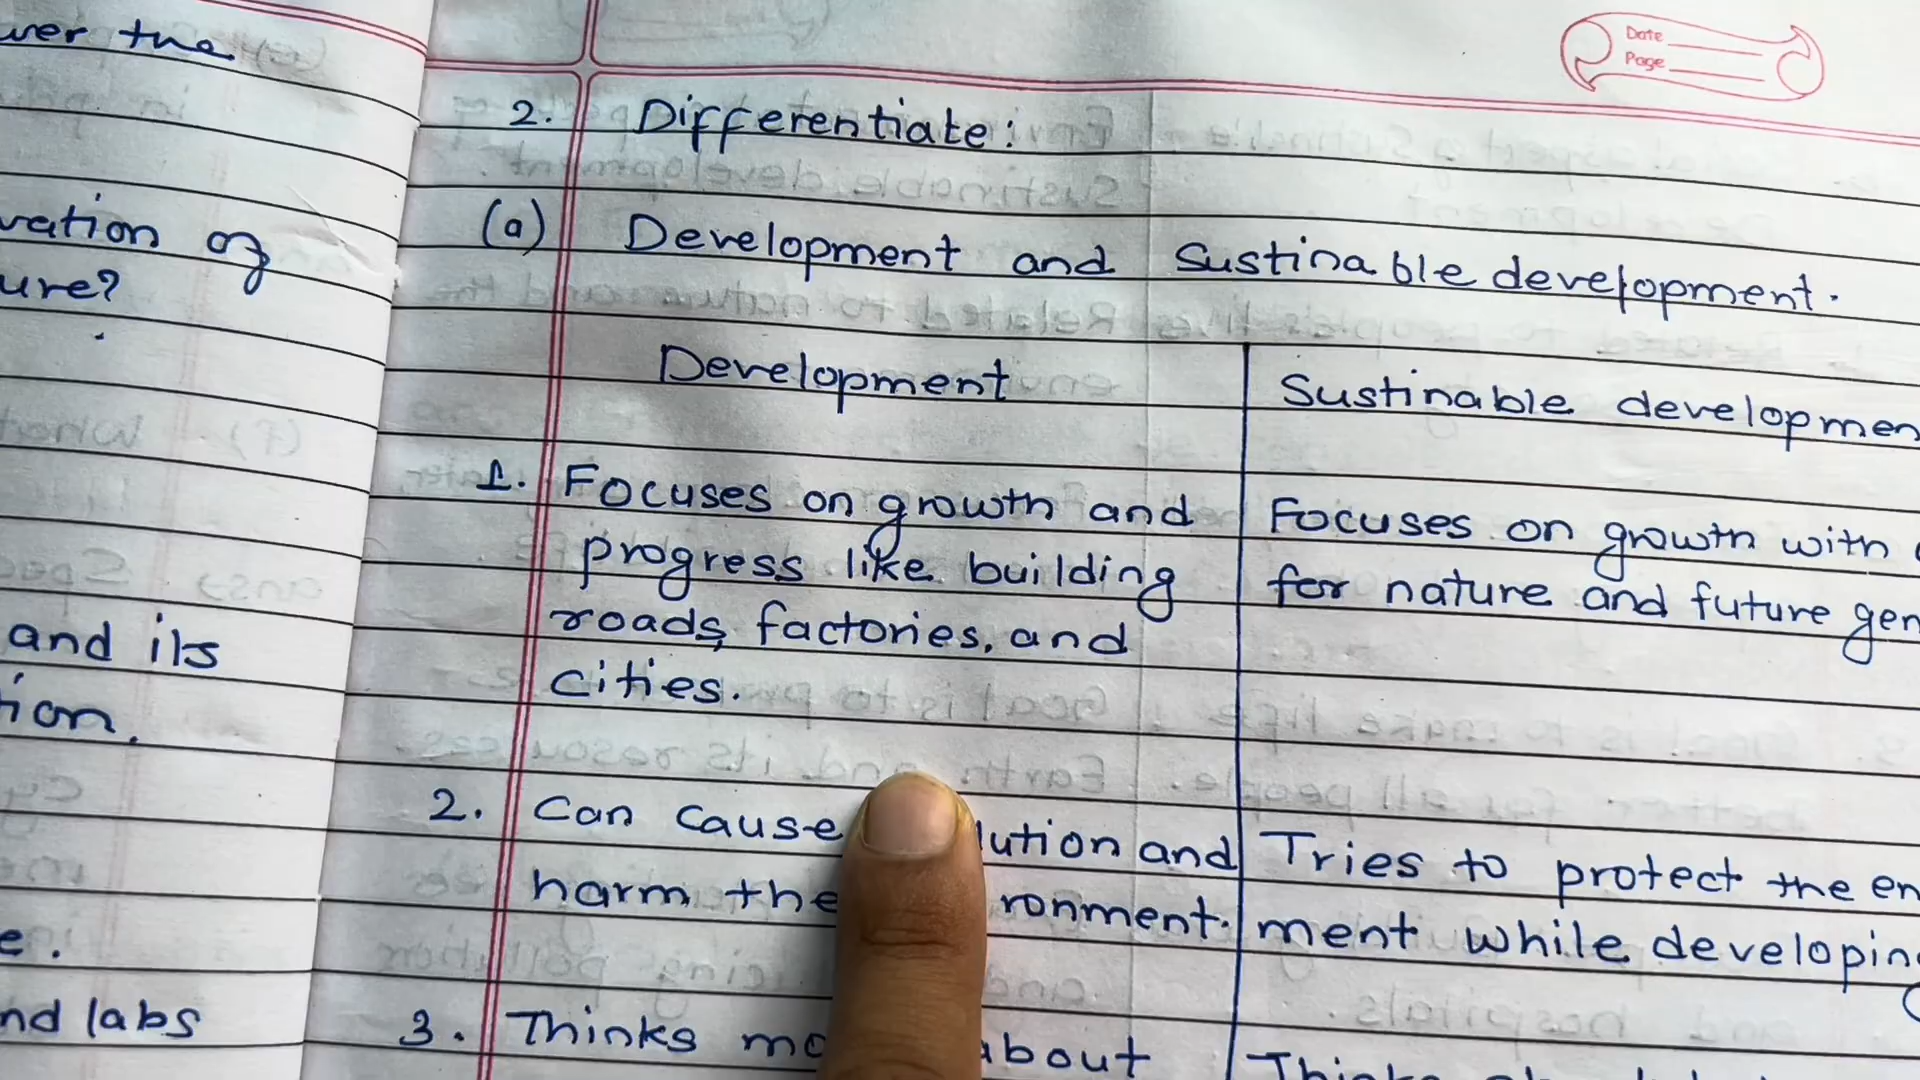 wer the
vation of
ure?
and its
ion.
e.
nd labs
Date
Page
2. Differentiate:
(a) Development and Sustinable development.
Development
Sustinable developmen
1. Focuses on growth and
progress like building
roads, factories, and
cities.
Focuses on growth with
for nature and future gen
2. Can cause lution and
harm the ronment.
Tries to protect the en
ment while developin
3. Thinks mo about